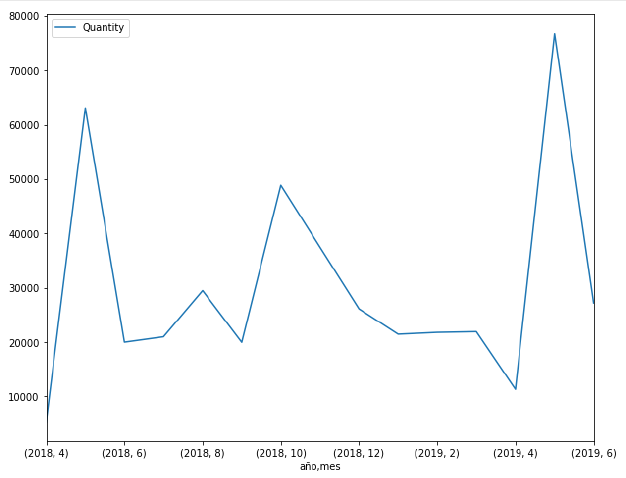 80000
Quantity
70000
60000
50000
40000
30000
20000
10000
(2018, 4) (2018, 6) (2018, 8) (2018, 10) (2018, 12) (2019, 2) (2019, 4) (2019, 6)
año,mes